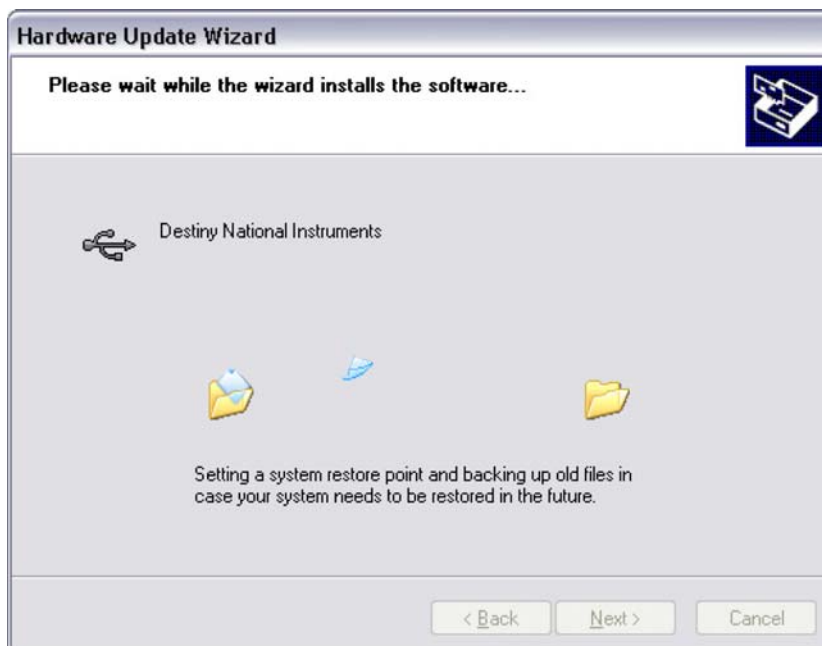 Hardware Update Wizard
Please wait while the wizard installs the software...
Destiny National Instruments
Setting a system restore point and backing up old files in
case your system needs to be restored in the future.
< Back
Next >
Cancel